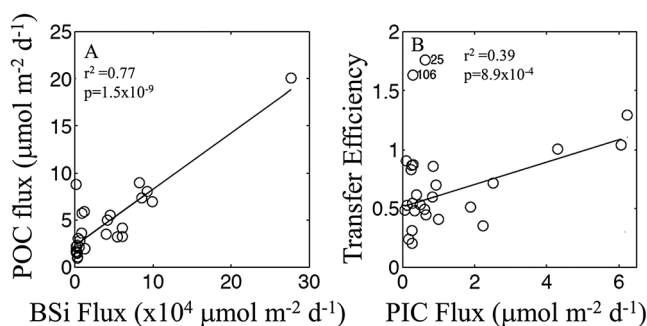 A
r² =0.77
p=1.5x10⁻⁹
25
20
15
10
5
0
0
10
20
30
POC flux (µmol m⁻² d⁻¹)
BSi Flux (x10⁴ µmol m⁻² d⁻¹)
B
25
106
r² =0.39
p=8.9x10⁻⁴
2
1.5
1
0.5
0
0
2
4
6
Transfer Efficiency
PIC Flux (µmol m⁻² d⁻¹)